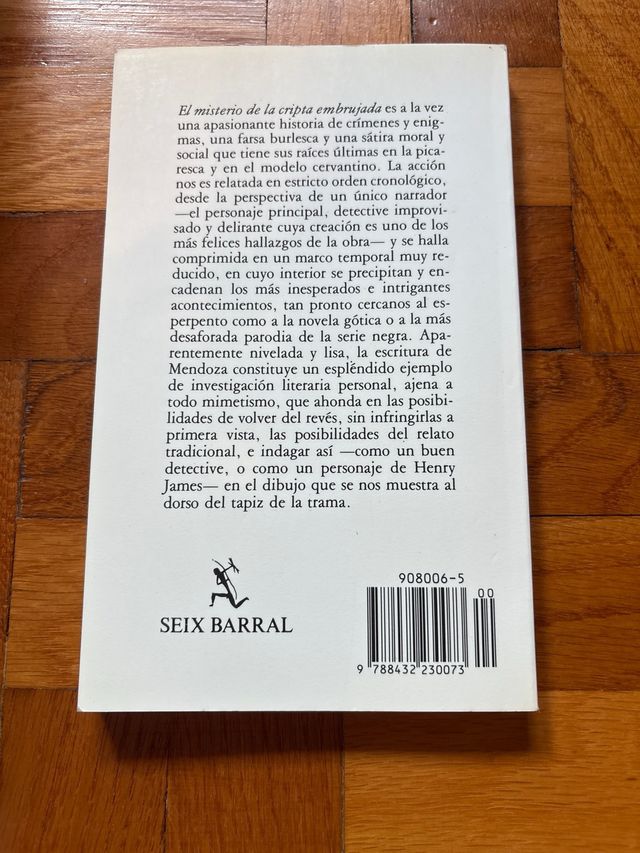 El misterio de la cripta embrujada es a la vez
una apasionante historia de crímenes y enig-
mas, una farsa burlesca y una sátira moral y
social que tiene sus raíces últimas en la pica-
resca y en el modelo cervantino. La acción
nos es relatada en estricto orden cronológico,
desde la perspectiva de un único narrador
—el personaje principal, detective improvi-
sado y delirante cuya creación es uno de los
más felices hallazgos de la obra— y se halla
comprimida en un marco temporal muy re-
ducido, en cuyo interior se precipitan y en-
cadenan los más inesperados e intrigantes
acontecimientos, tan pronto cercanos al es-
perpento como a la novela gótica o a la más
desaforada parodia de la serie negra. Apa-
rentemente nivelada y lisa, la escritura de
Mendoza constituye un espléndido ejemplo
de investigación literaria personal, ajena a
todo mimetismo, que ahonda en las posibi-
lidades de volver del revés, sin infringirlas a
primera vista, las posibilidades del relato
tradicional, e indagar así —como un buen
detective, o como un personaje de Henry
James— en el dibujo que se nos muestra al
dorso del tapiz de la trama.
SEIX BARRAL
908006-5
00
9 788432 230073